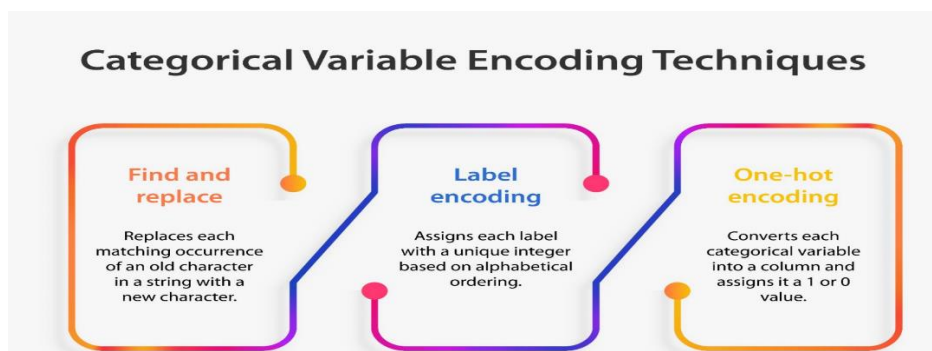 Categorical Variable Encoding Techniques
Find and
replace
Replaces each
matching occurrence
of an old character
in a string with a
new character.
Label
encoding
Assigns each label
with a unique integer
based on alphabetical
ordering.
One-hot
encoding
Converts each
categorical variable
into a column and
assigns it a 1 or 0
value.